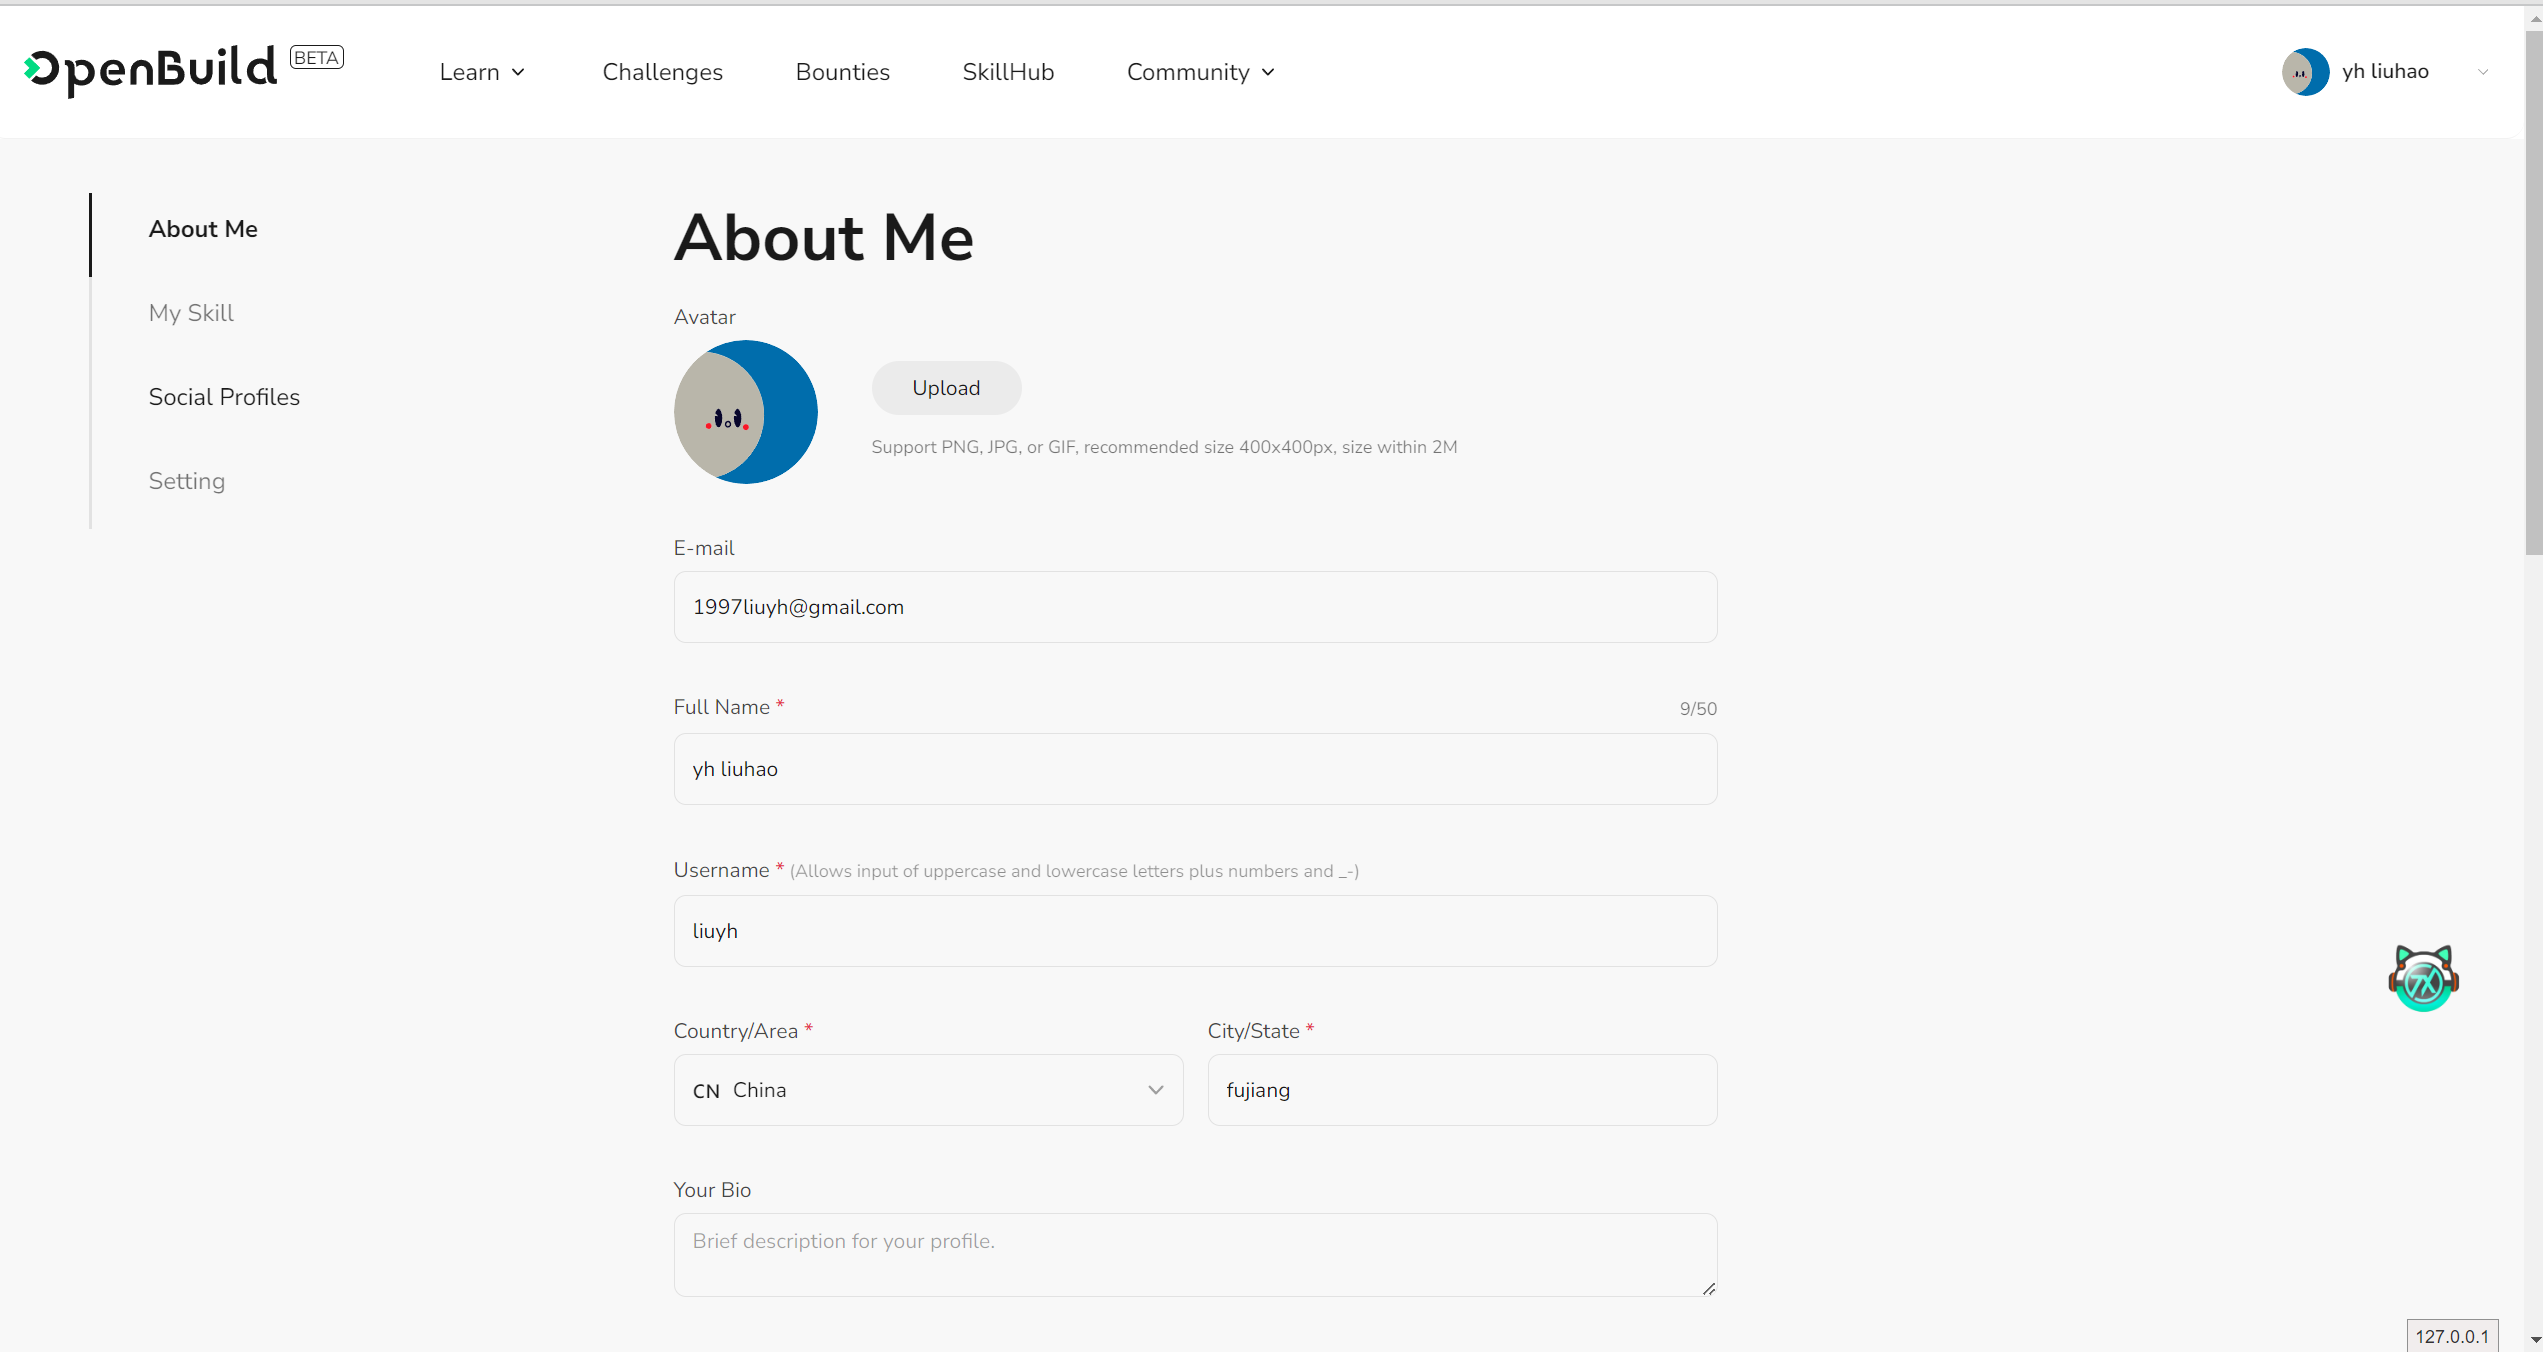 OpenBuild BETA
Learn Challenges Bounties SkillHub Community
yh liuhao
About Me
My Skill
Social Profiles
Setting
About Me
Avatar
Upload
Support PNG, JPG, or GIF, recommended size 400x400px, size within 2M
E-mail
1997liuyh@gmail.com
Full Name * 9/50
yh liuhao
Username * (Allows input of uppercase and lowercase letters plus numbers and _-)
liuyh
Country/Area * City/State *
CN China fujiang
Your Bio
Brief description for your profile.
7X
127.0.0.1